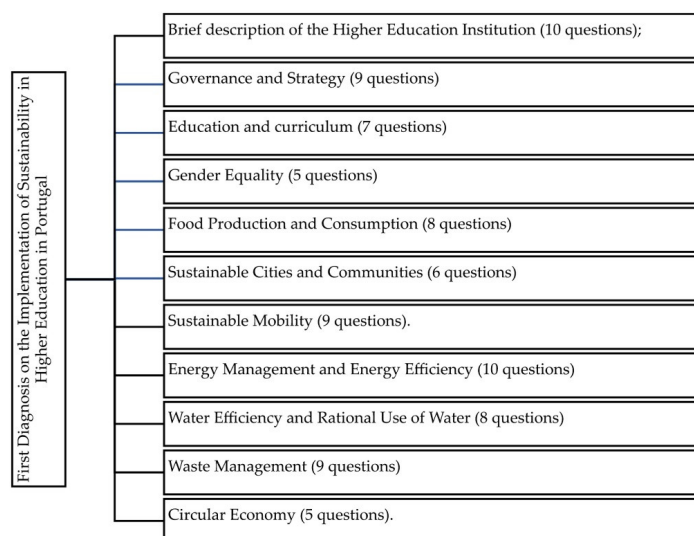 First Diagnosis on the Implementation of Sustainability in
Higher Education in Portugal
Brief description of the Higher Education Institution (10 questions);
Governance and Strategy (9 questions)
Education and curriculum (7 questions)
Gender Equality (5 questions)
Food Production and Consumption (8 questions)
Sustainable Cities and Communities (6 questions)
Sustainable Mobility (9 questions).
Energy Management and Energy Efficiency (10 questions)
Water Efficiency and Rational Use of Water (8 questions)
Waste Management (9 questions)
Circular Economy (5 questions).